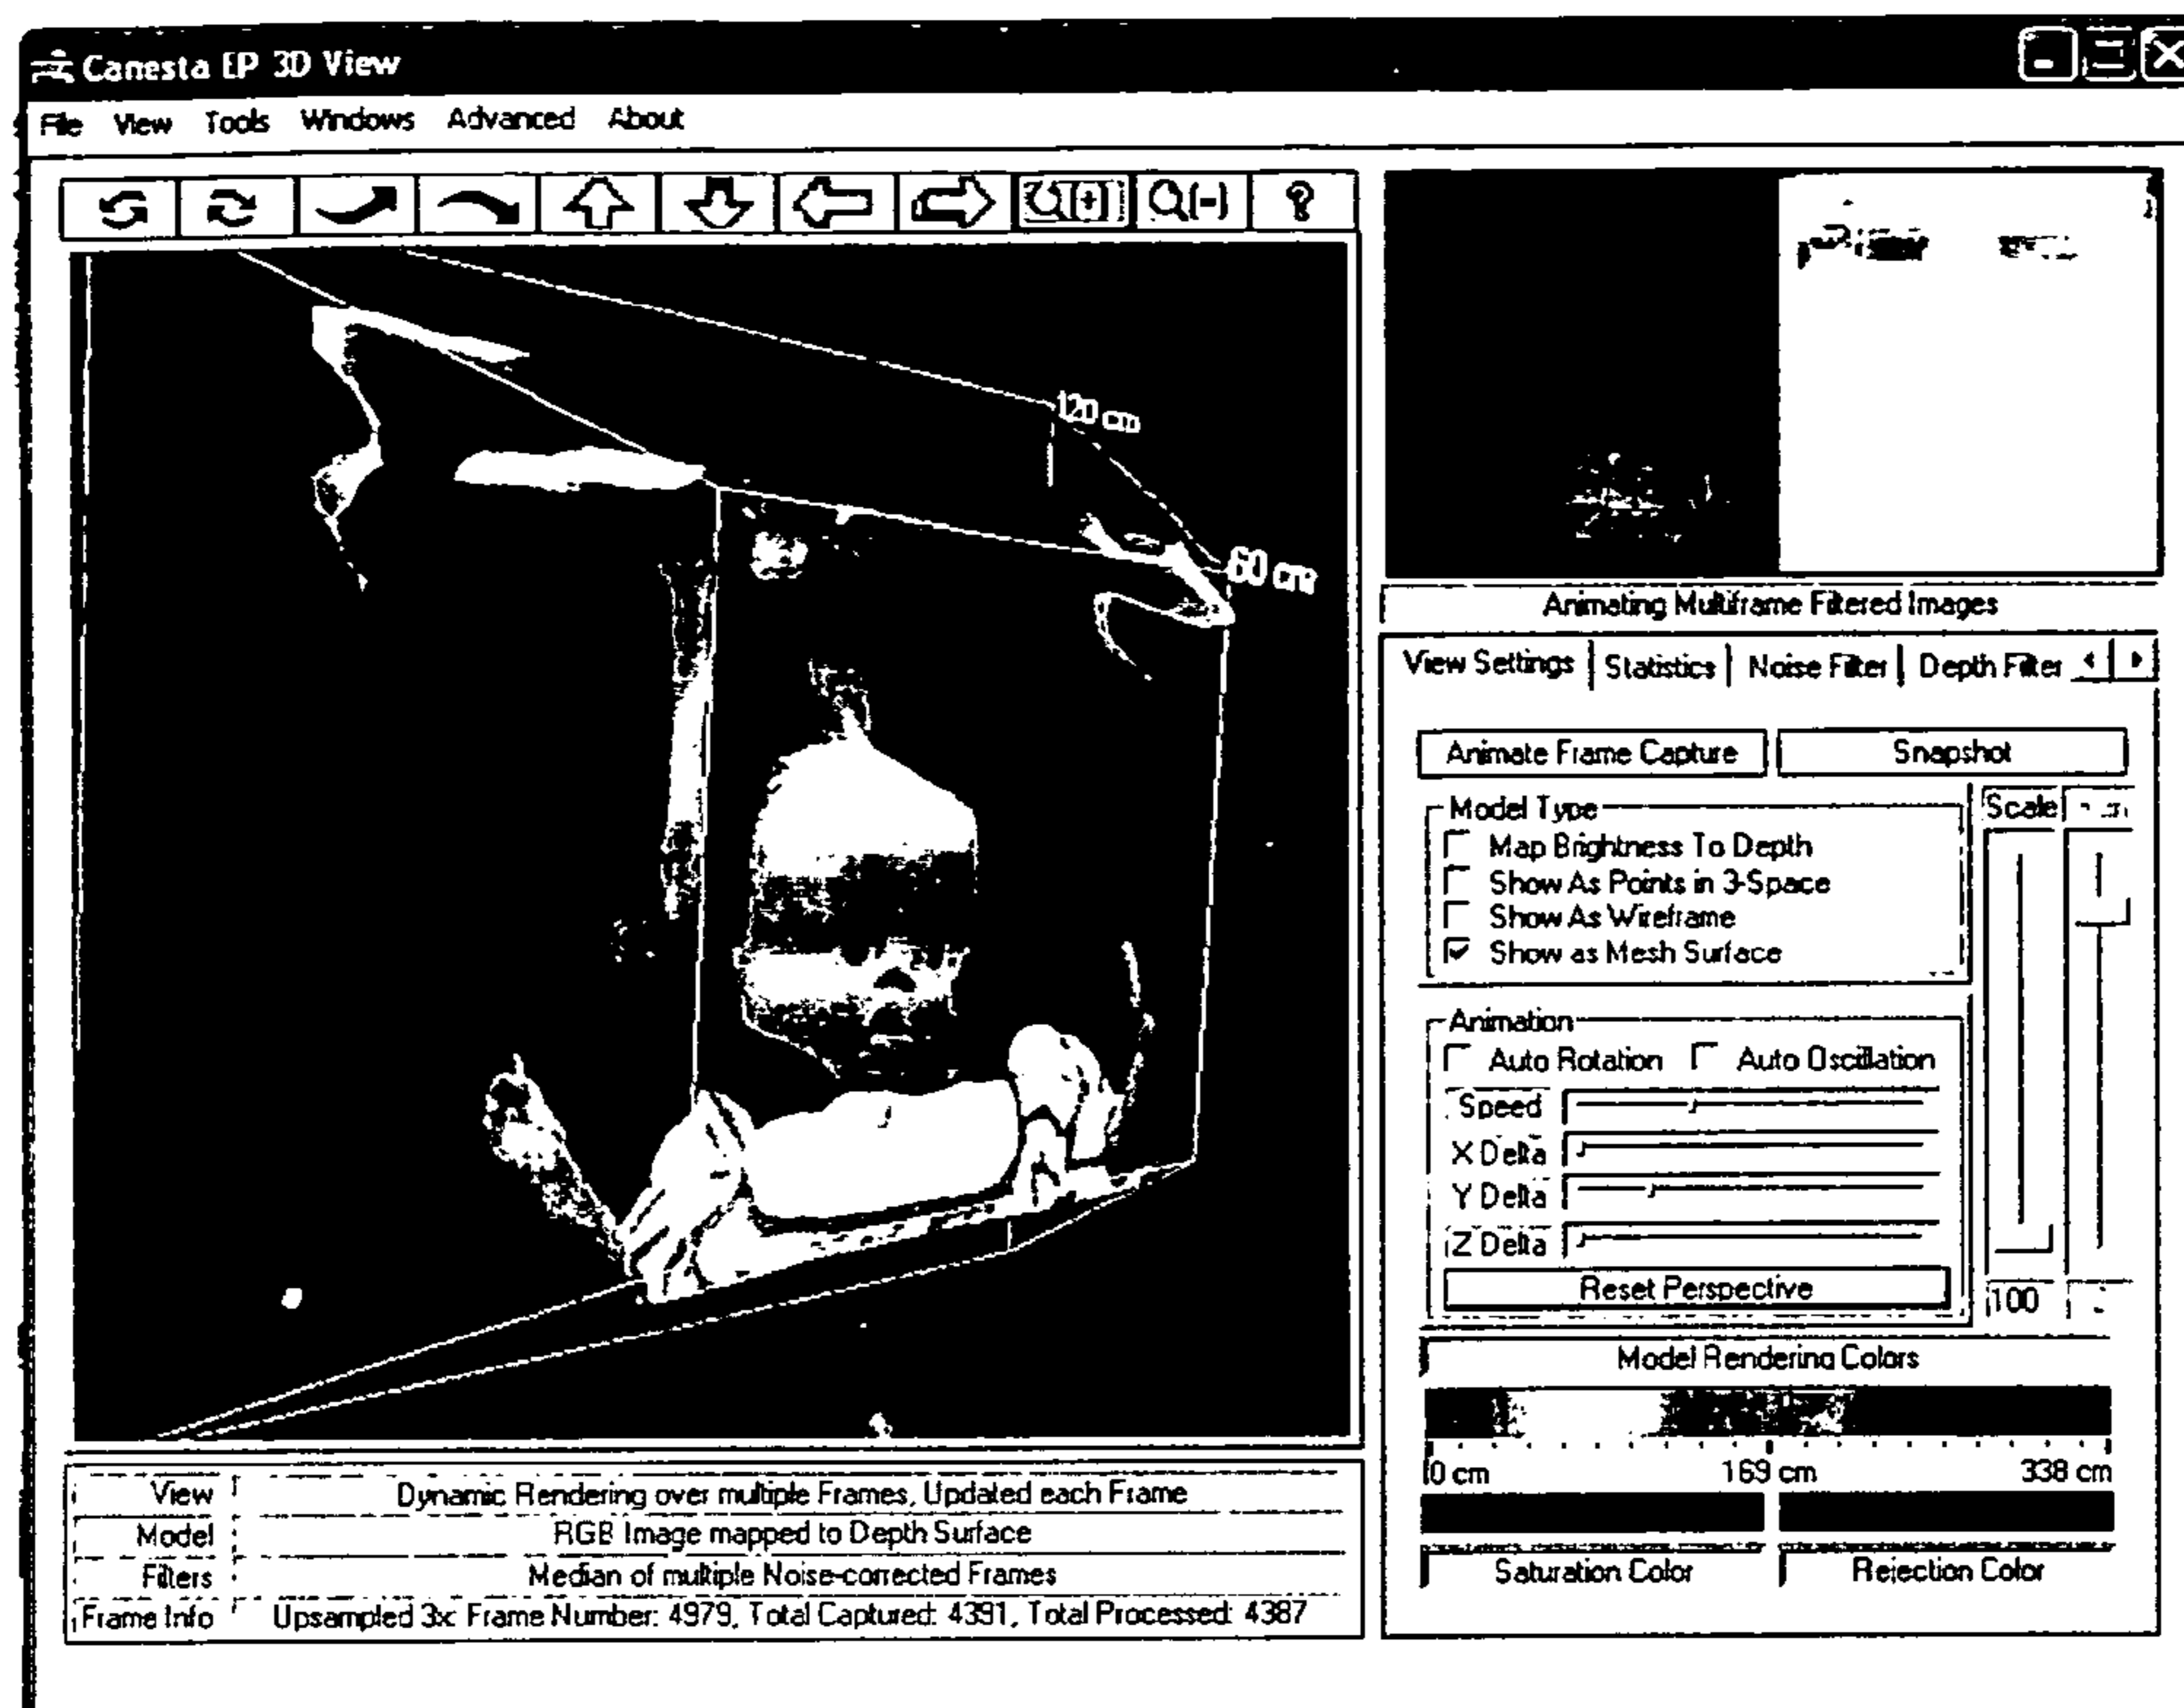 Canesta EP 3D View
File View Tools Windows Advanced About
(+) (-) ?
120 cm
60 cm
Animating Multiframe Filtered Images
View Settings Statistics Noise Filter Depth Filter
Animate Frame Capture Snapshot
Model Type
Map Brightness To Depth
Show As Points in 3-Space
Show As Wireframe
Show as Mesh Surface
Scale
Animation
Auto Rotation Auto Oscillation
Speed
X Delta
Y Delta
Z Delta
Reset Perspective
100
Model Rendering Colors
0 cm 169 cm 338 cm
Saturation Color Rejection Color
View Dynamic Rendering over multiple Frames, Updated each Frame
Model RGB Image mapped to Depth Surface
Filters Median of multiple Noise-corrected Frames
Frame Info Upsampled 3x: Frame Number: 4979, Total Captured: 4391, Total Processed: 4387